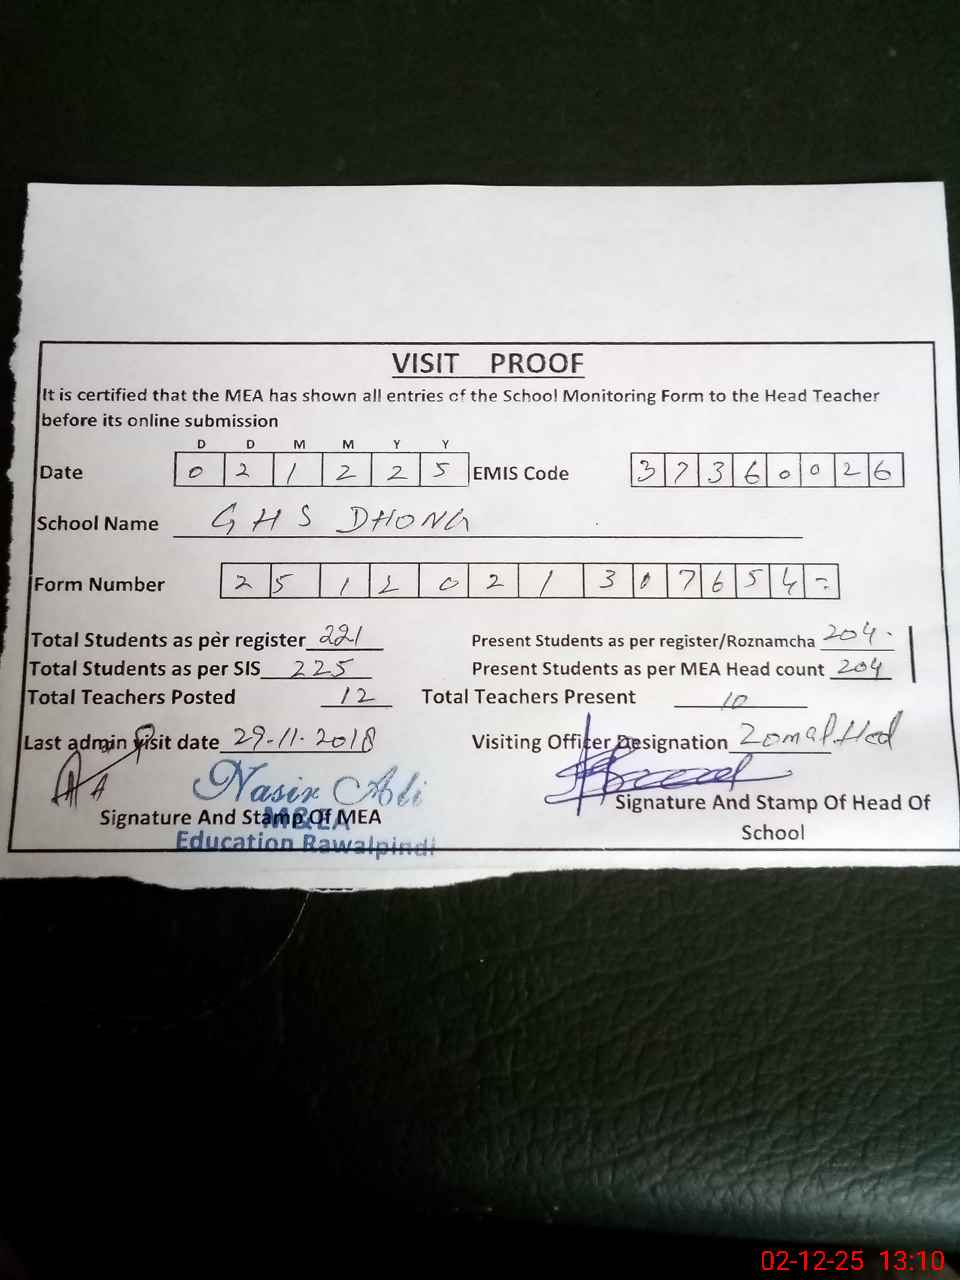 VISIT PROOF
It is certified that the MEA has shown all entries of the School Monitoring Form to the Head Teacher
before its online submission
D D M M Y Y
Date 0 2 1 2 2 5 EMIS Code 3 7 3 6 0 0 2 6
School Name GHS DHONG
Form Number 2 5 1 2 0 2 1 3 0 7 6 5 4 =
Total Students as per register 221 Present Students as per register/Roznamcha 204.
Total Students as per SIS 225 Present Students as per MEA Head count 204
Total Teachers Posted 12 Total Teachers Present 10
Last admin visit date 29-11-2018 Visiting Officer Designation
Nasir Ali
Signature And Stamp Of MEA Signature And Stamp Of Head Of
School
M&EA
Education Rawalpindi
02-12-25 13:10